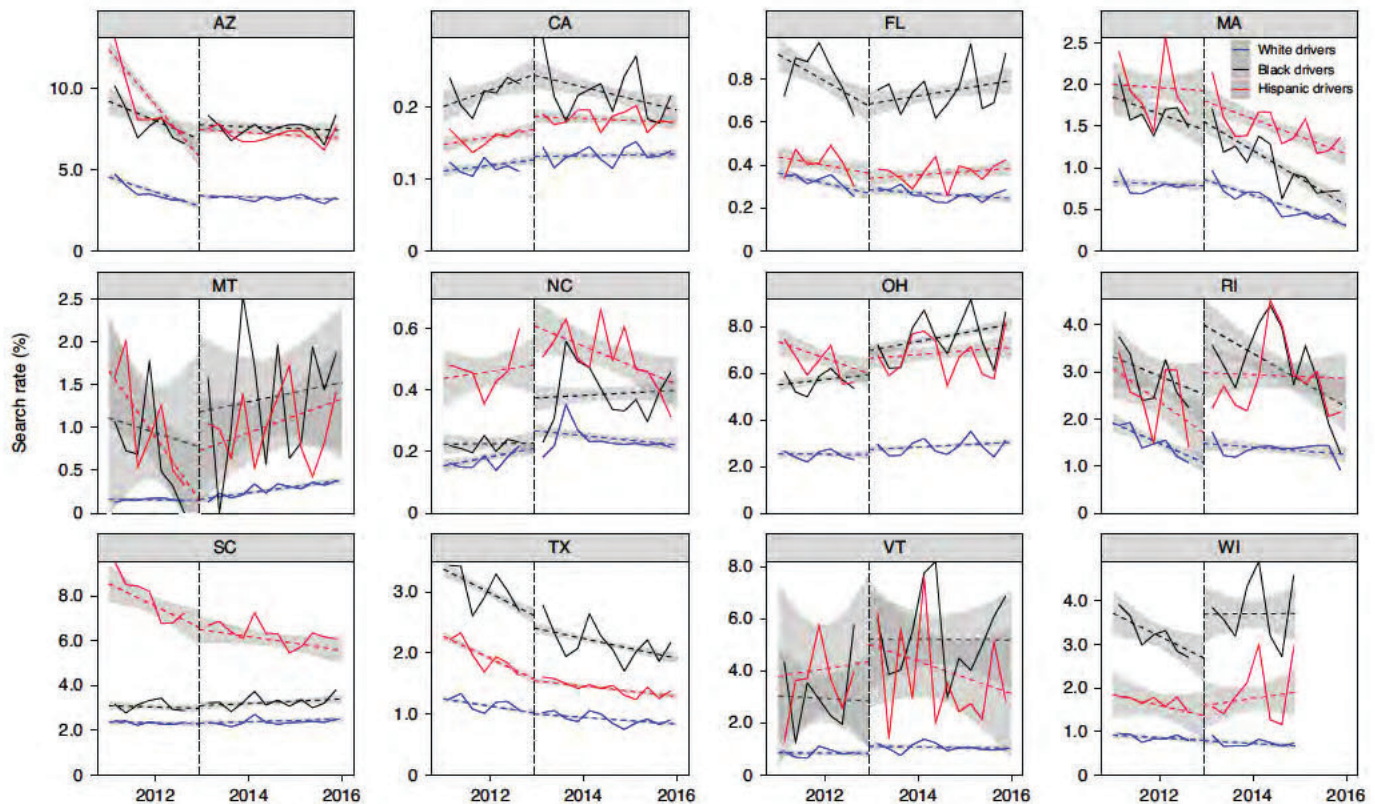 AZ CA FL MA
10.0 5.0 0
0.2 0.1 0
0.8 0.6 0.4 0.2 0
2.5 2.0 1.5 1.0 0.5 0
White drivers
Black drivers
Hispanic drivers
Search rate (%)
MT NC OH RI
2.5 2.0 1.5 1.0 0.5 0
0.6 0.4 0.2 0
8.0 6.0 4.0 2.0 0
4.0 3.0 2.0 1.0 0
SC TX VT WI
8.0 6.0 4.0 2.0 0
3.0 2.0 1.0 0
8.0 6.0 4.0 2.0 0
4.0 3.0 2.0 1.0 0
2012 2014 2016 2012 2014 2016 2012 2014 2016 2012 2014 2016